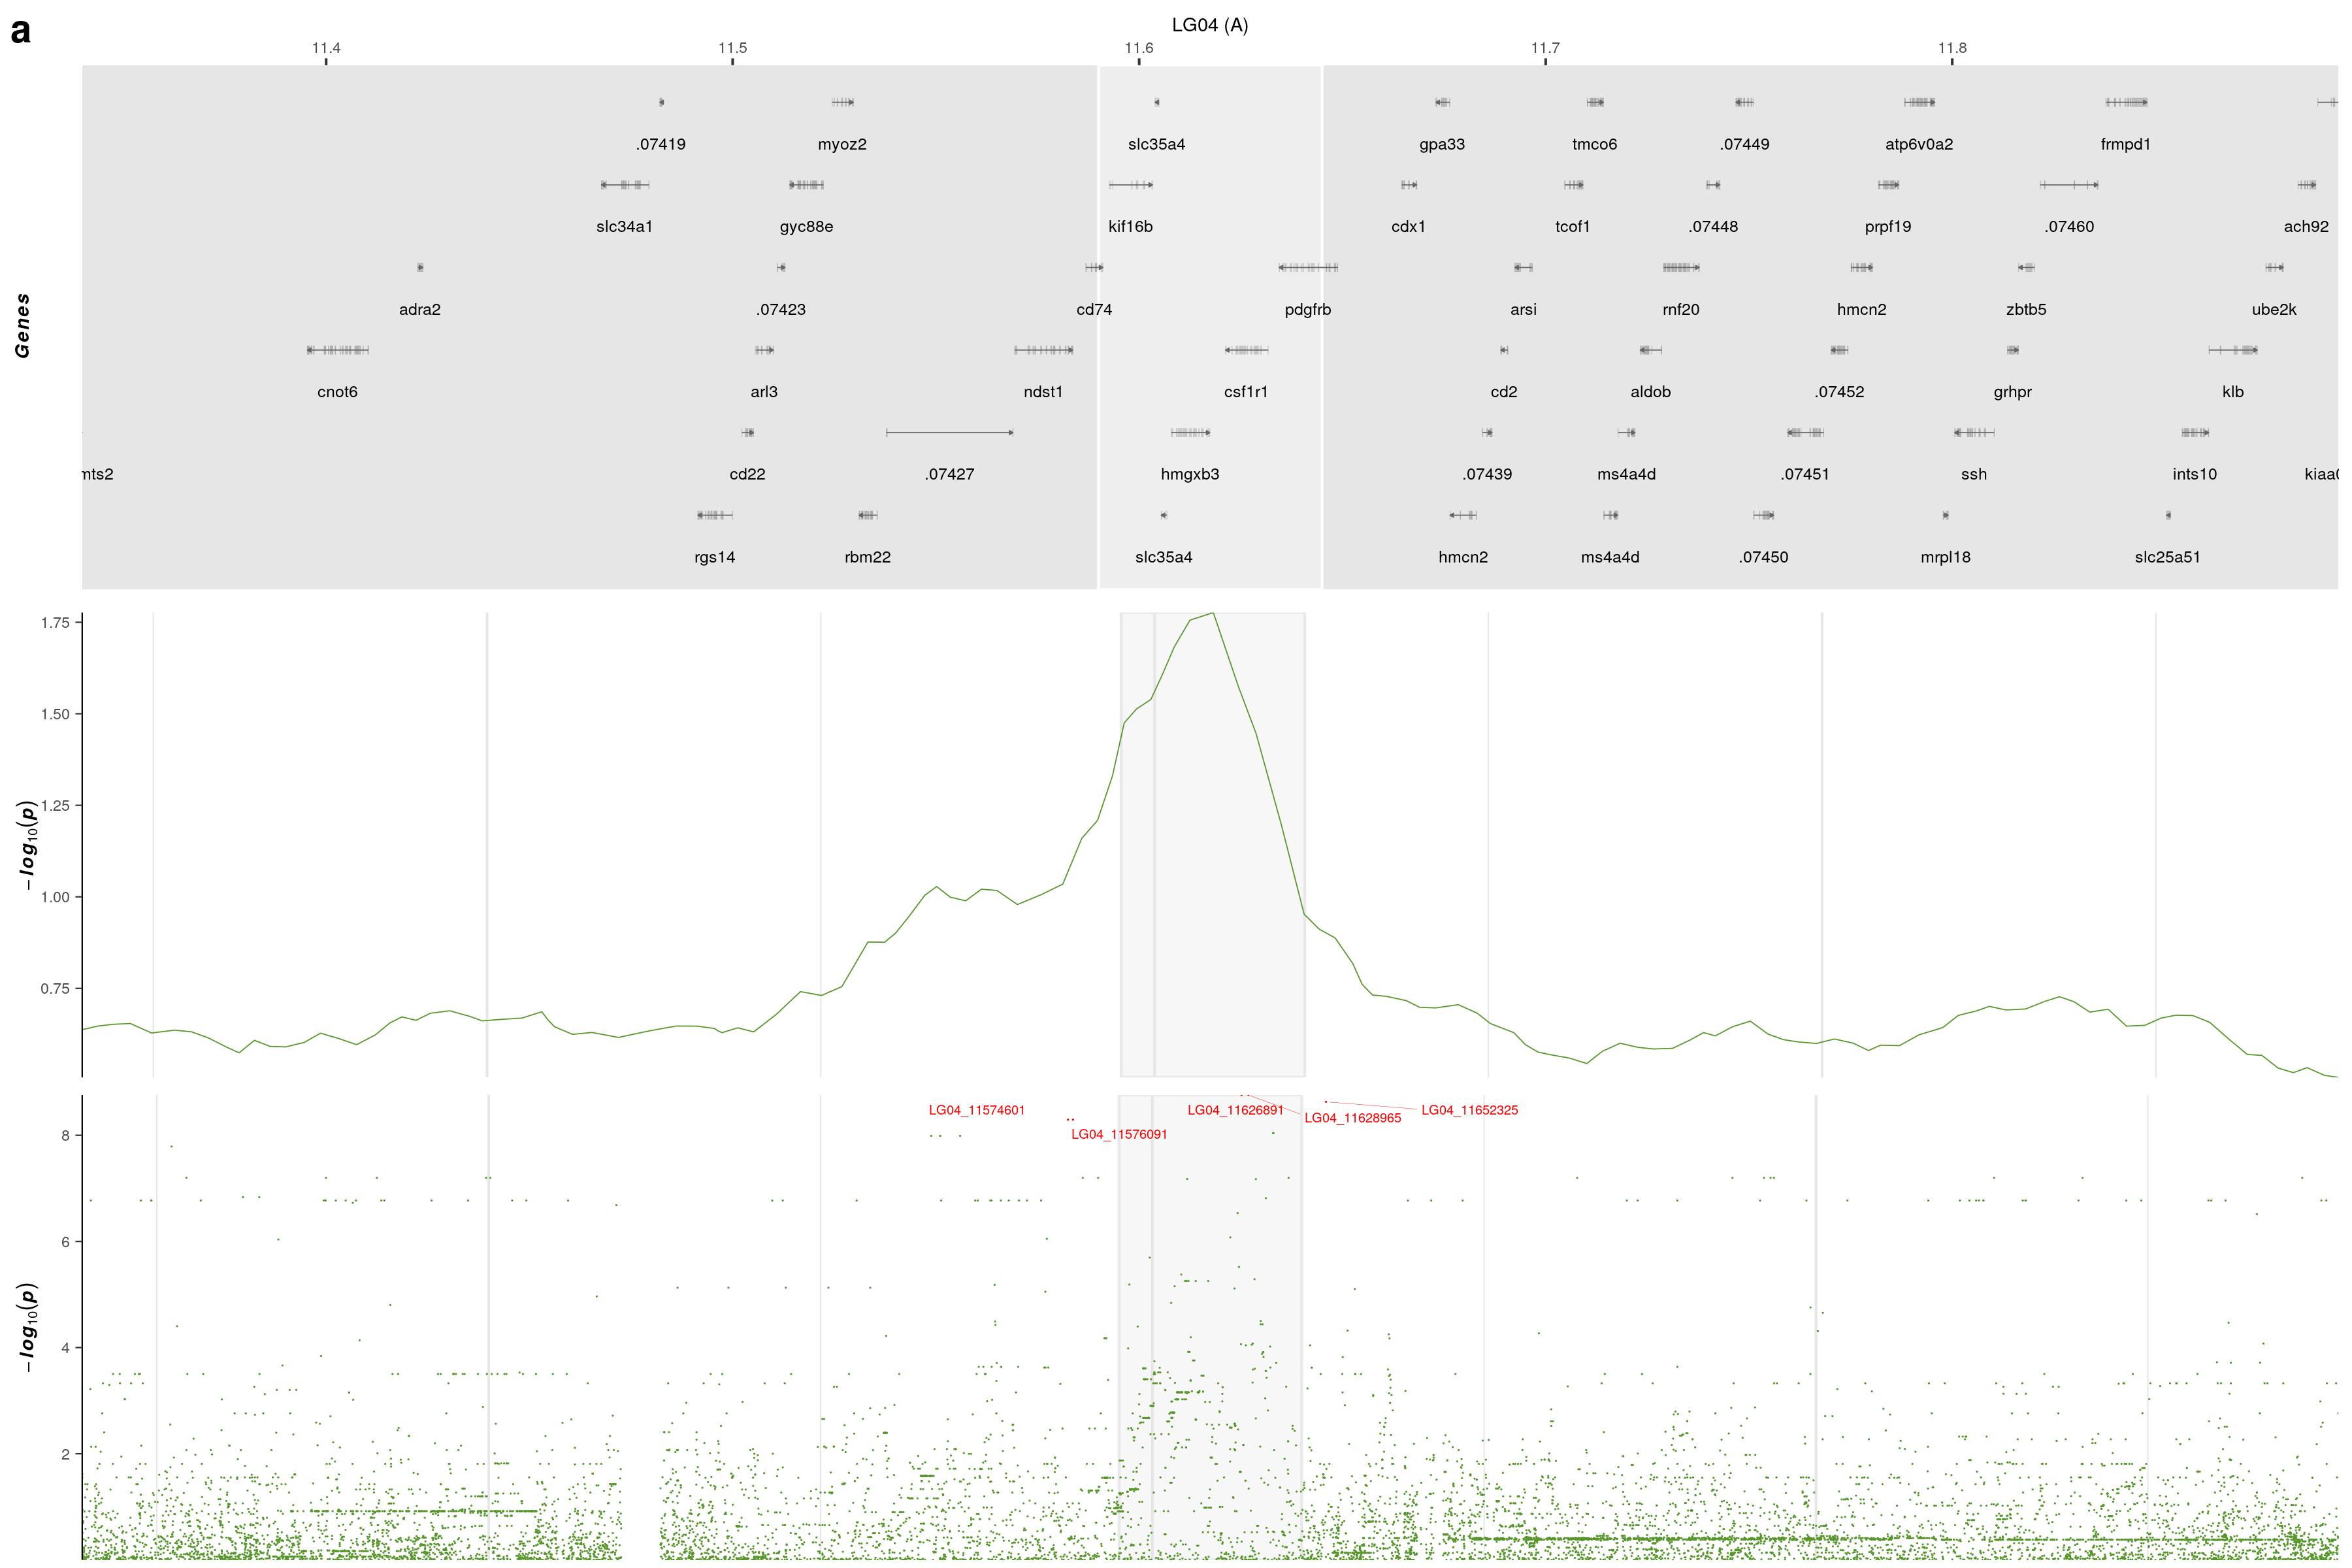 a
LG04 (A)
11.4 11.5 11.6 11.7 11.8
Genes
.07419 myoz2 slc35a4 gpa33 tmco6 .07449 atp6v0a2 frmpd1
slc34a1 gyc88e kif16b cdx1 tcof1 .07448 prpf19 .07460 ach92
adra2 .07423 cd74 pdgfrb arsi rnf20 hmcn2 zbtb5 ube2k
cnot6 arl3 ndst1 csf1r1 cd2 aldob .07452 grhpr klb
mts2 cd22 .07427 hmgxb3 .07439 ms4a4d .07451 ssh ints10 kiaa0
rgs14 rbm22 slc35a4 hmcn2 ms4a4d .07450 mrpl18 slc25a51
−log10(p)
1.75
1.50
1.25
1.00
0.75
−log10(p)
LG04_11574601 LG04_11626891 LG04_11652325
LG04_11628965
LG04_11576091
8
6
4
2